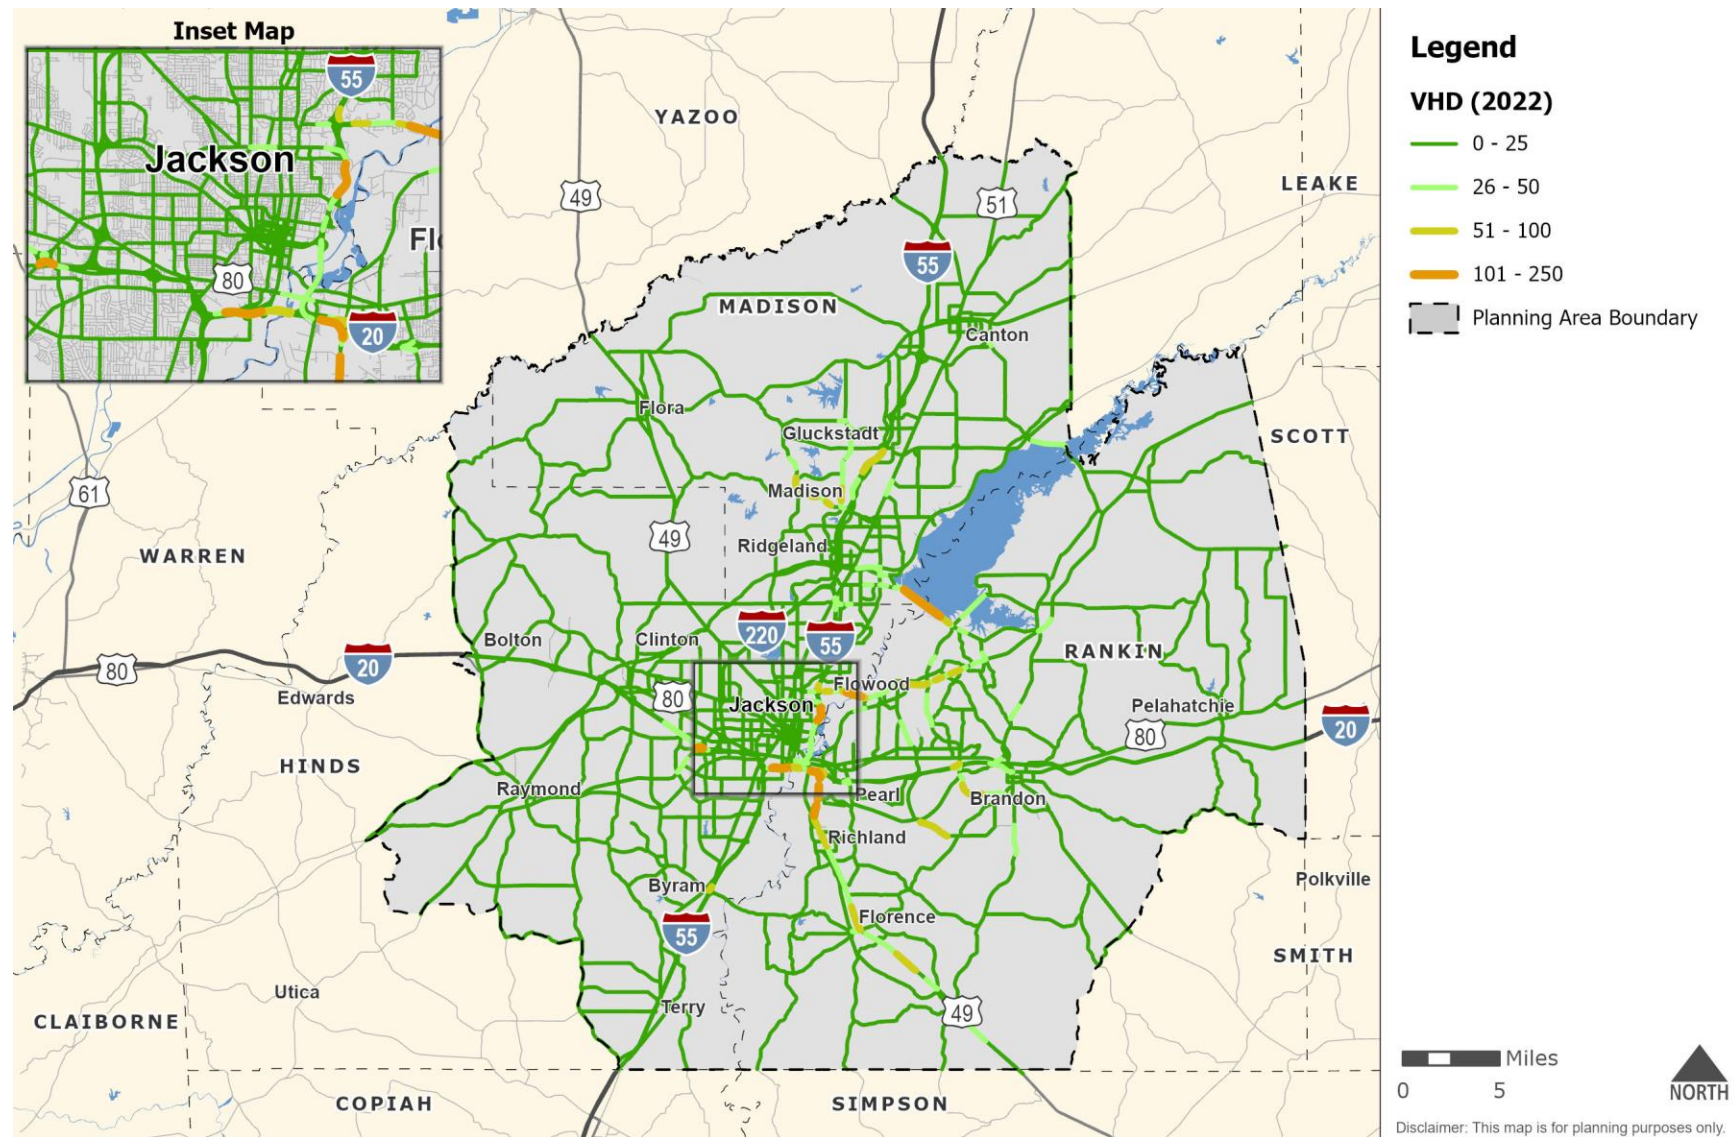 Inset Map
55
Jackson
Flo
80
20
YAZOO
49
LEAKE
51
55
MADISON
Canton
Flora
Gluckstadt
SCOTT
61
Madison
49
Ridgeland
WARREN
220
55
Bolton
Clinton
RANKIN
80
20
Edwards
80
Flowood
Jackson
Pelahatchie
80
20
HINDS
Raymond
Pearl
Brandon
Richland
Byram
Polkville
Florence
55
SMITH
Utica
Terry
49
CLAIBORNE
COPIAH
SIMPSON
Legend
VHD (2022)
0 - 25
26 - 50
51 - 100
101 - 250
Planning Area Boundary
Miles
0 5
NORTH
Disclaimer: This map is for planning purposes only.